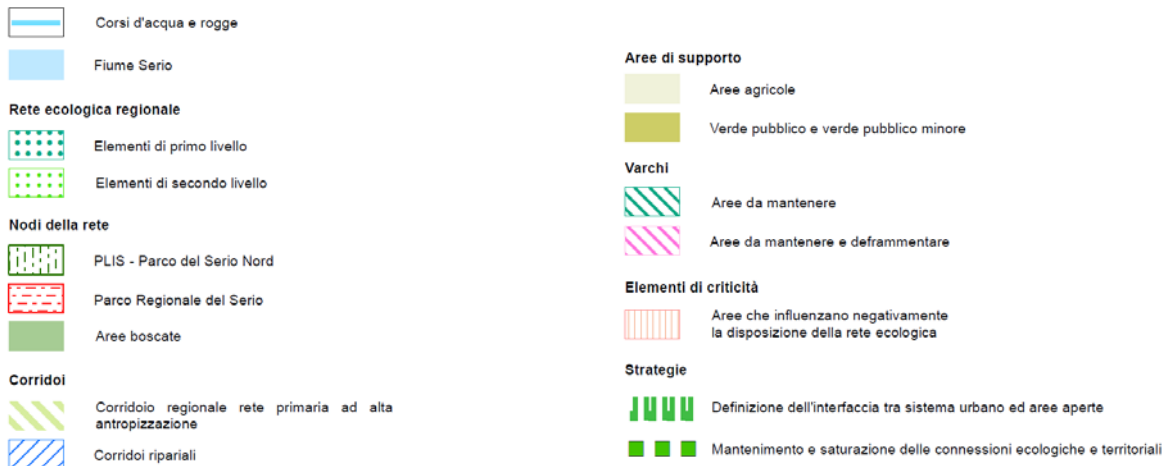 Corsi d'acqua e rogge
Fiume Serio
Rete ecologica regionale
Elementi di primo livello
Elementi di secondo livello
Nodi della rete
PLIS - Parco del Serio Nord
Parco Regionale del Serio
Aree boscate
Corridoi
Corridoio regionale rete primaria ad alta
antropizzazione
Corridoi ripariali
Aree di supporto
Aree agricole
Verde pubblico e verde pubblico minore
Varchi
Aree da mantenere
Aree da mantenere e deframmentare
Elementi di criticità
Aree che influenzano negativamente
la disposizione della rete ecologica
Strategie
Definizione dell'interfaccia tra sistema urbano ed aree aperte
Mantenimento e saturazione delle connessioni ecologiche e territoriali